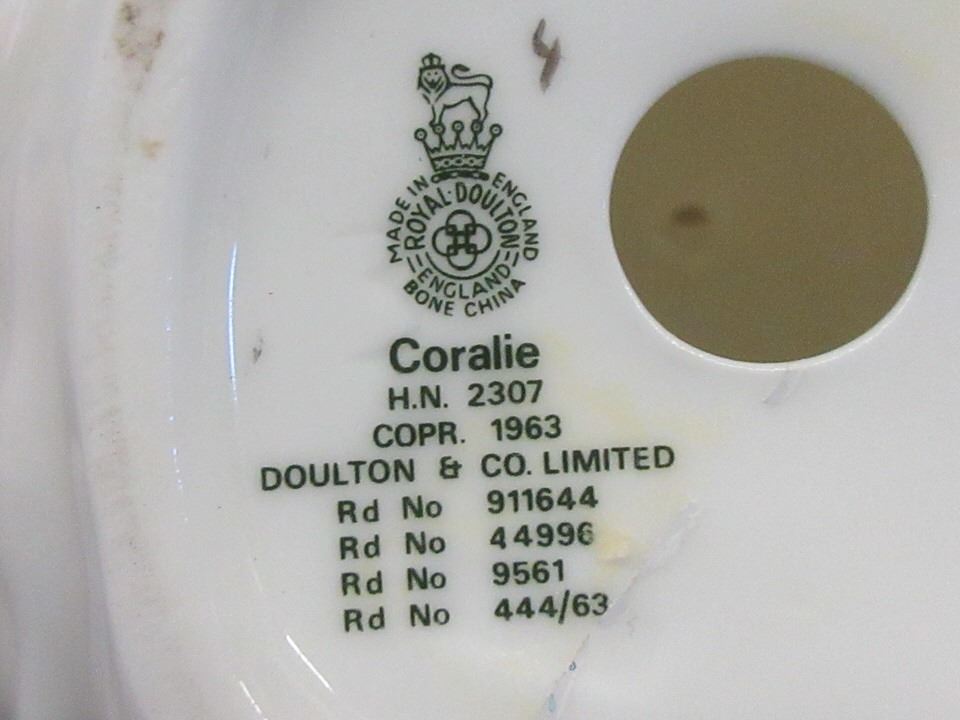 4
MADE IN ENGLAND
ROYAL·DOULTON
ENGLAND
BONE CHINA
Coralie
H.N. 2307
COPR. 1963
DOULTON & CO. LIMITED
Rd No 911644
Rd No 44996
Rd No 9561
Rd No 444/63